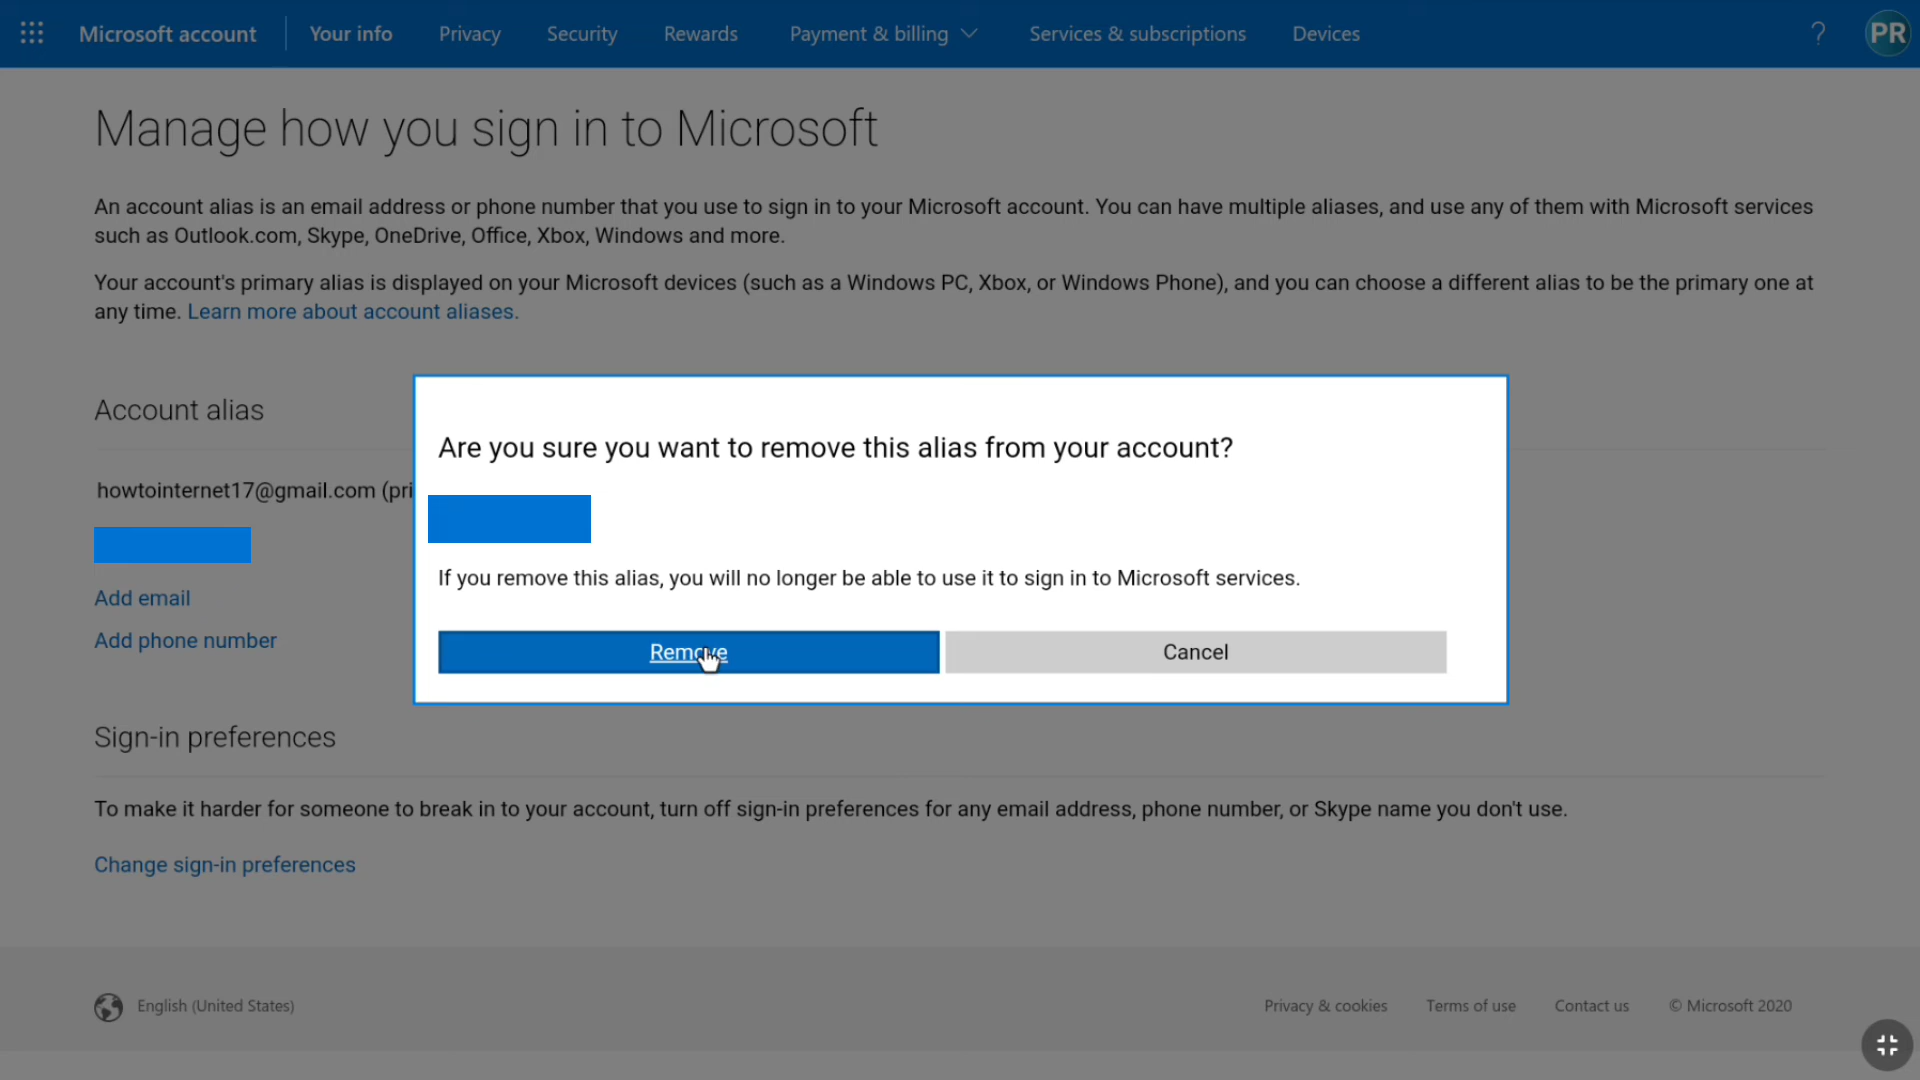 Microsoft account
Your info
Privacy
Security
Rewards
Payment & billing
Services & subscriptions
Devices
?
PR
Manage how you sign in to Microsoft
An account alias is an email address or phone number that you use to sign in to your Microsoft account. You can have multiple aliases, and use any of them with Microsoft services
such as Outlook.com, Skype, OneDrive, Office, Xbox, Windows and more.
Your account's primary alias is displayed on your Microsoft devices (such as a Windows PC, Xbox, or Windows Phone), and you can choose a different alias to be the primary one at
any time. Learn more about account aliases.
Account alias
howtointernet17@gmail.com (pri
Add email
Add phone number
Are you sure you want to remove this alias from your account?
If you remove this alias, you will no longer be able to use it to sign in to Microsoft services.
Remove
Cancel
Sign-in preferences
To make it harder for someone to break in to your account, turn off sign-in preferences for any email address, phone number, or Skype name you don't use.
Change sign-in preferences
English (United States)
Privacy & cookies
Terms of use
Contact us
© Microsoft 2020